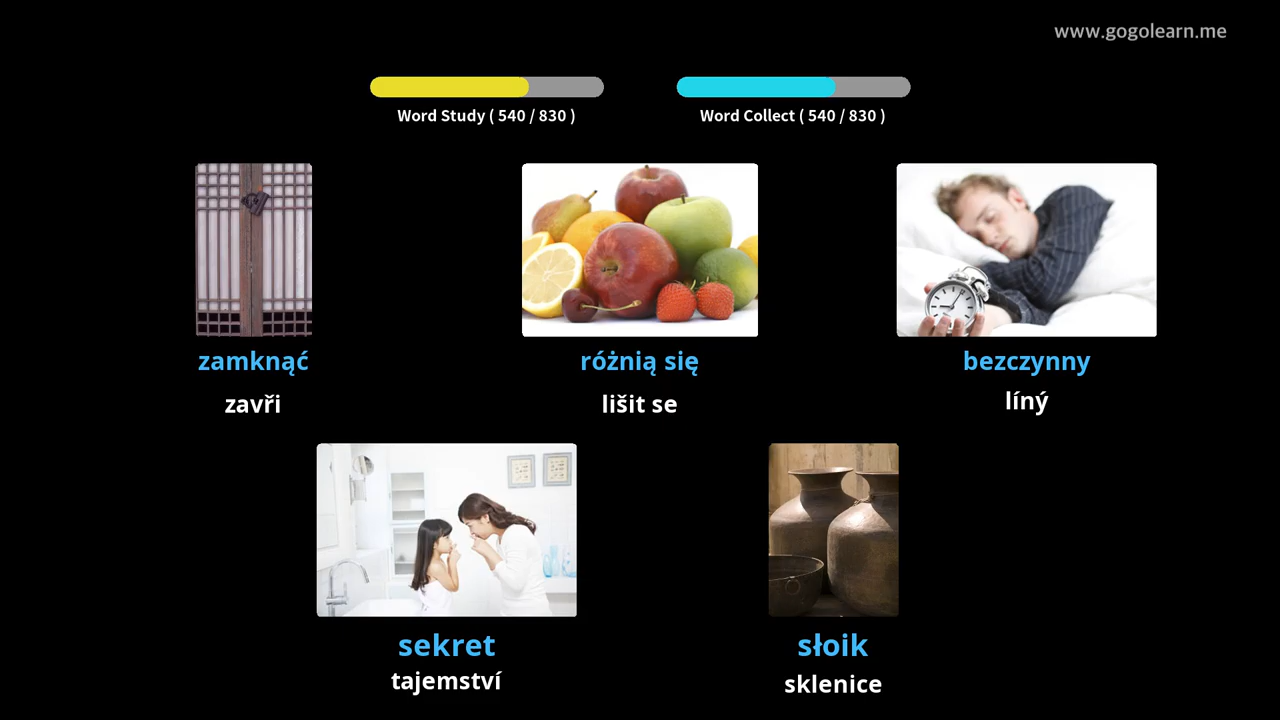 www.gogolearn.me
Word Study ( 540 / 830 )
Word Collect ( 540 / 830 )
zamknąć
zavři
różnią się
lišit se
bezczynny
líný
sekret
tajemství
słoik
sklenice